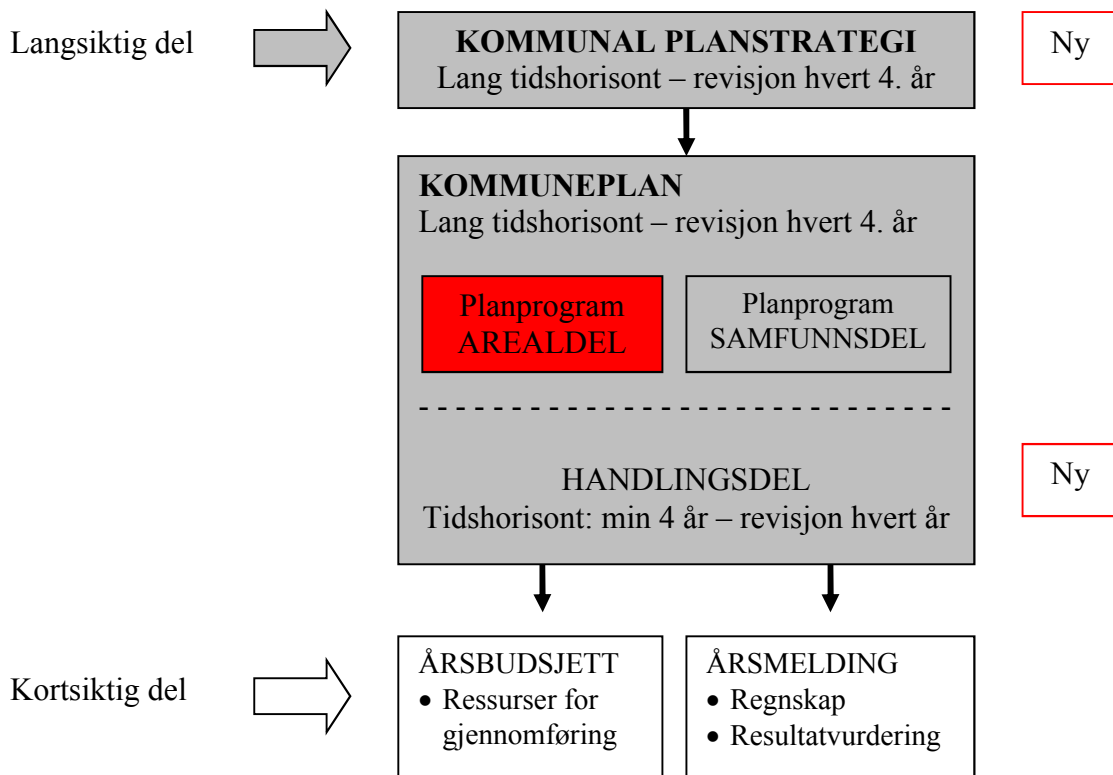 Langsiktig del
KOMMUNAL PLANSTRATEGI
Lang tidshorisont – revisjon hvert 4. år
Ny
KOMMUNEPLAN
Lang tidshorisont – revisjon hvert 4. år
Planprogram
AREALDEL
Planprogram
SAMFUNNSDEL
HANDLINGSDEL
Tidshorisont: min 4 år – revisjon hvert år
Ny
Kortsiktig del
ÅRSBUDSJETT
• Ressurser for
gjennomføring
ÅRSMELDING
• Regnskap
• Resultatvurdering